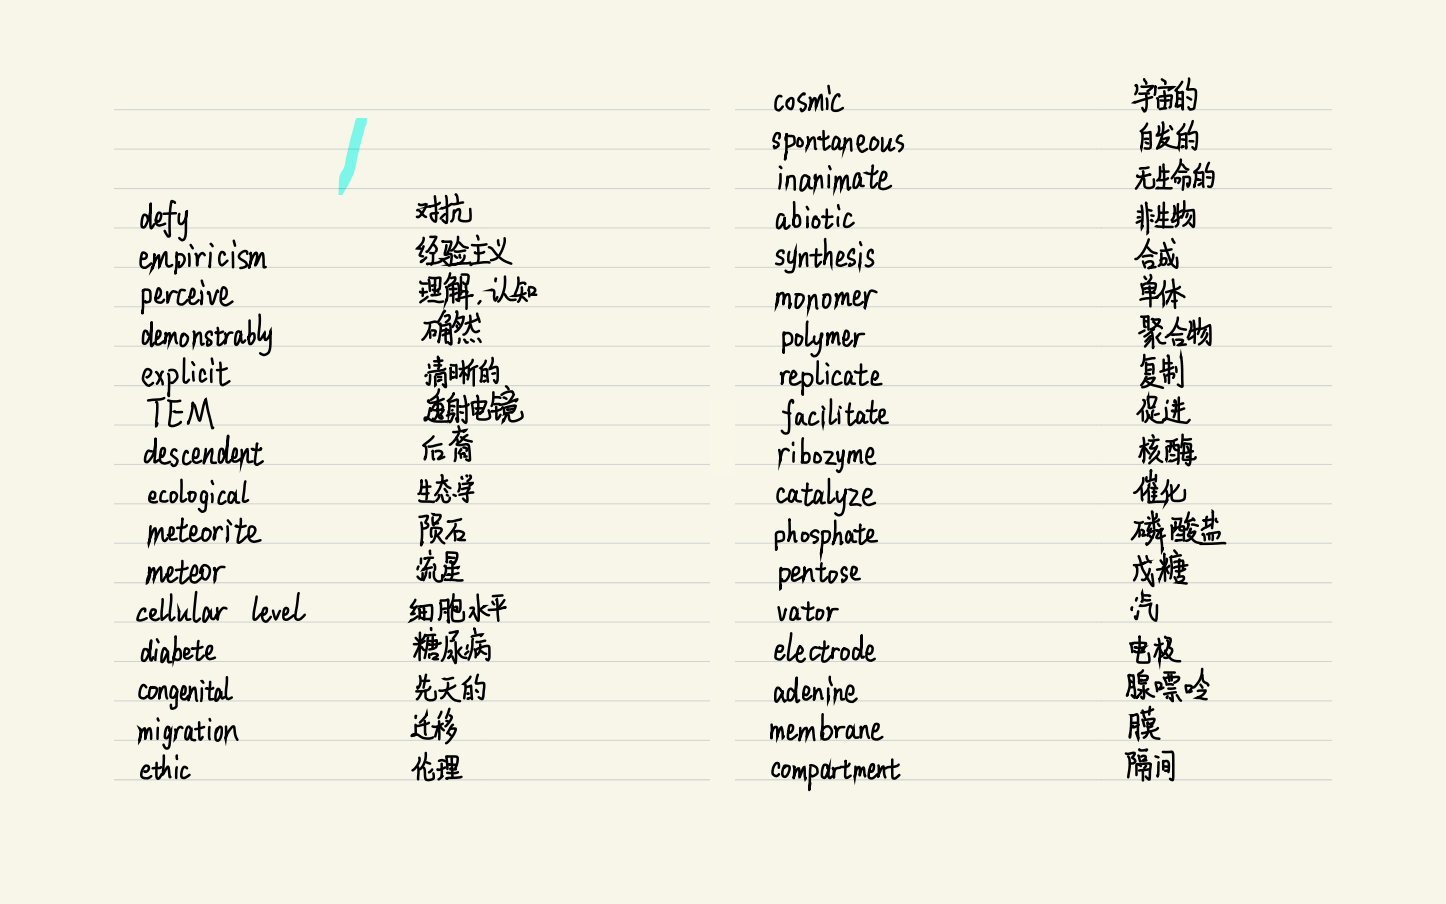 defy 对抗
empiricism 经验主义
perceive 理解，认知
demonstrably 确然
explicit 清晰的
TEM 透射电镜
descendent 后裔
ecological 生态学
meteorite 陨石
meteor 流星
cellular level 细胞水平
diabete 糖尿病
congenital 先天的
migration 迁移
ethic 伦理
cosmic 宇宙的
spontaneous 自发的
inanimate 无生命的
abiotic 非生物
synthesis 合成
monomer 单体
polymer 聚合物
replicate 复制
facilitate 促进
ribozyme 核酶
catalyze 催化
phosphate 磷酸盐
pentose 戊糖
vator 汽
electrode 电极
adenine 腺嘌呤
membrane 膜
compartment 隔间